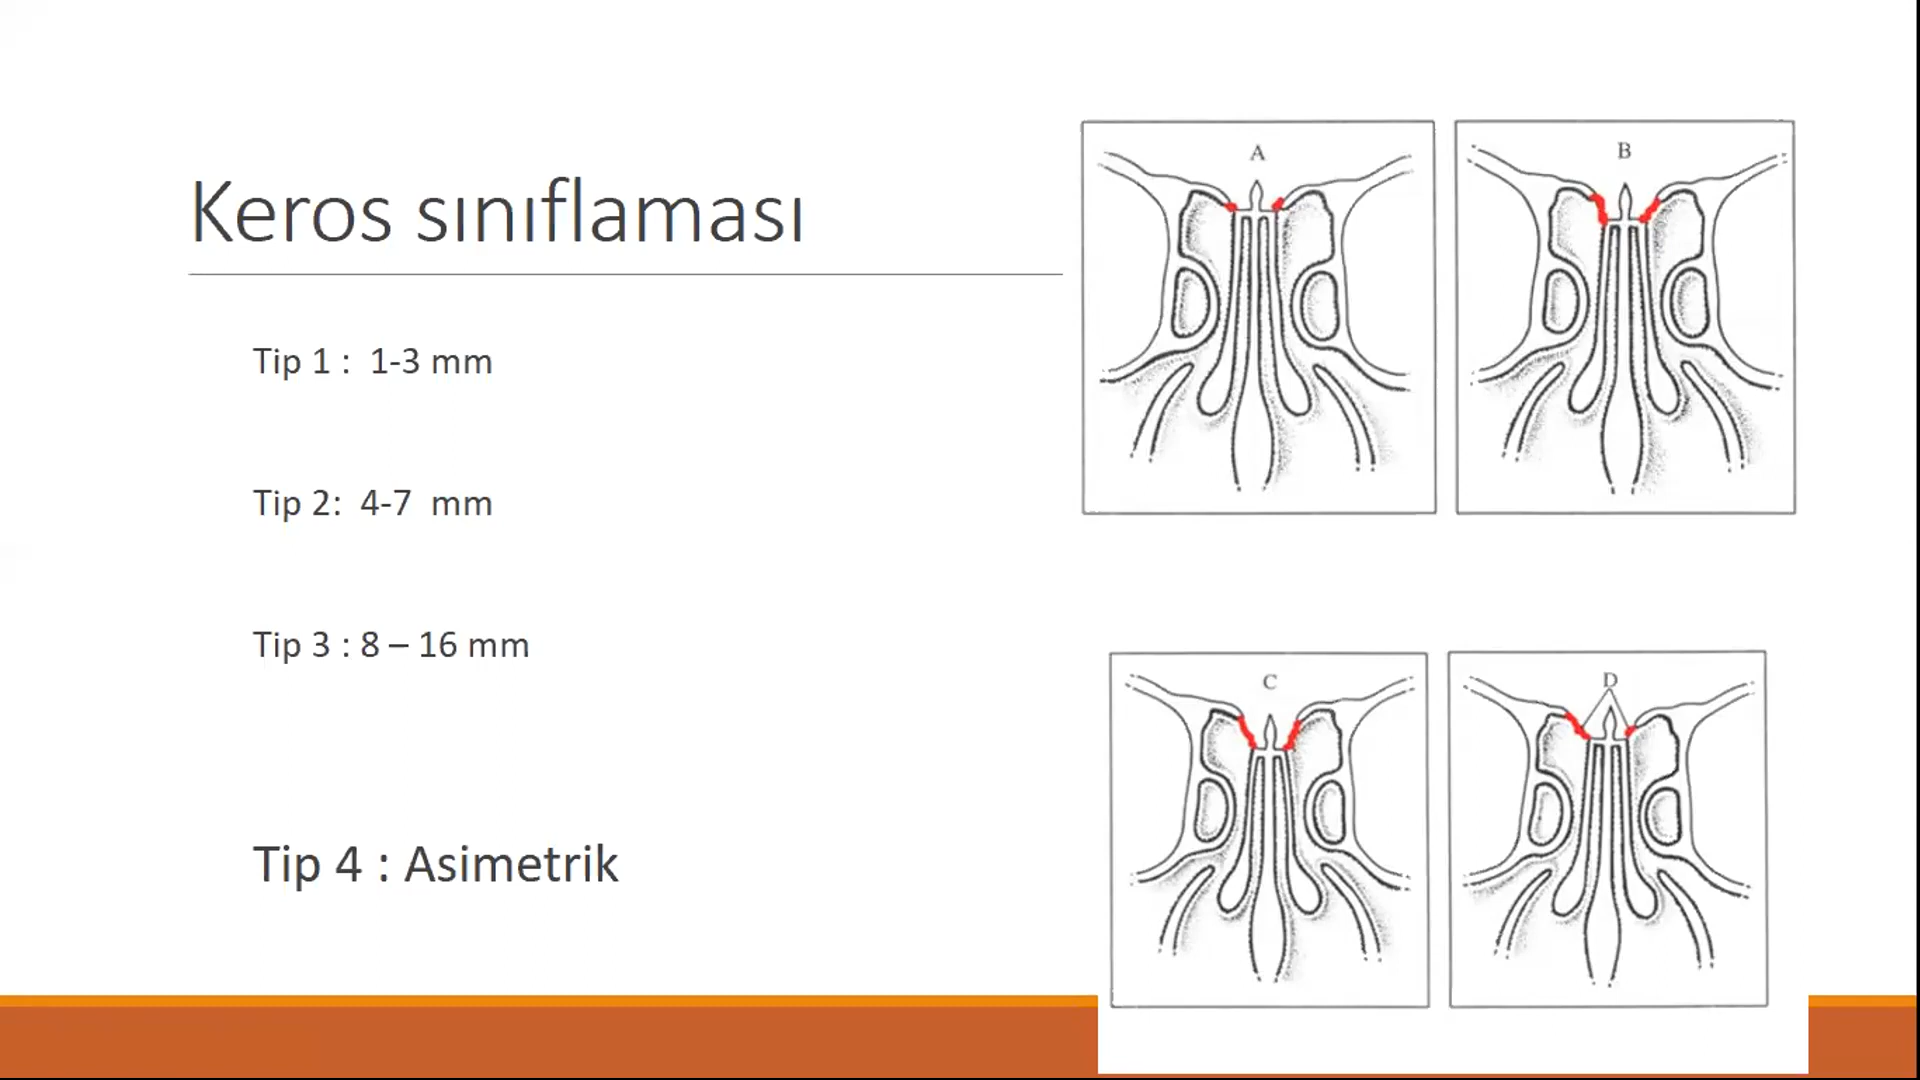 Keros sınıflaması
Tip 1 :  1-3 mm
Tip 2:  4-7  mm
Tip 3 : 8 – 16 mm
Tip 4 : Asimetrik
A
B
C
D